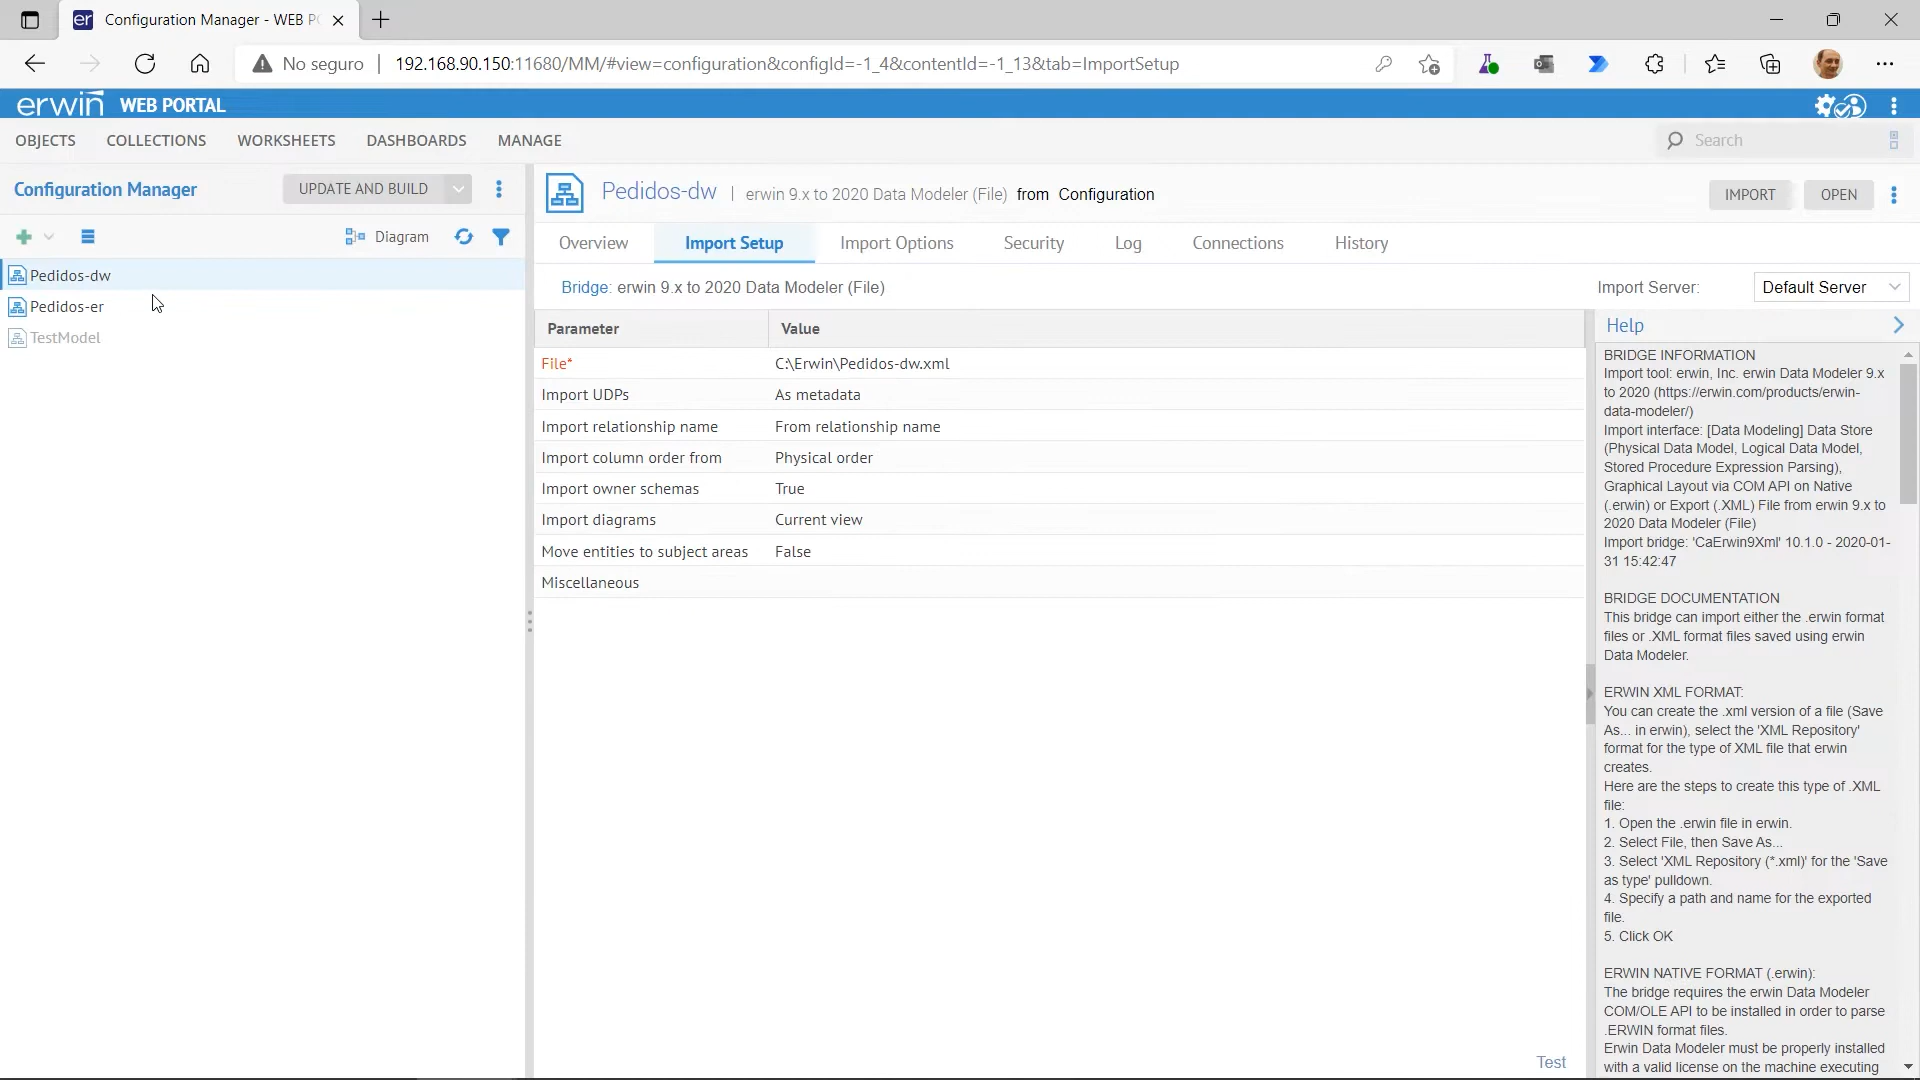 er Configuration Manager - WEB P
No seguro 192.168.90.150:11680/MM/#view=configuration&configId=-1_4&contentId=-1_13&tab=ImportSetup
erwin WEB PORTAL
OBJECTS COLLECTIONS WORKSHEETS DASHBOARDS MANAGE Search
Configuration Manager UPDATE AND BUILD
Diagram
Pedidos-dw
Pedidos-er
TestModel
Pedidos-dw | erwin 9.x to 2020 Data Modeler (File) from Configuration IMPORT OPEN
Overview Import Setup Import Options Security Log Connections History
Bridge: erwin 9.x to 2020 Data Modeler (File) Import Server: Default Server
Parameter Value
File* C:\Erwin\Pedidos-dw.xml
Import UDPs As metadata
Import relationship name From relationship name
Import column order from Physical order
Import owner schemas True
Import diagrams Current view
Move entities to subject areas False
Miscellaneous
Test
Help
BRIDGE INFORMATION
Import tool: erwin, Inc. erwin Data Modeler 9.x
to 2020 (https://erwin.com/products/erwin-
data-modeler/)
Import interface: [Data Modeling] Data Store
(Physical Data Model, Logical Data Model,
Stored Procedure Expression Parsing),
Graphical Layout via COM API on Native
(.erwin) or Export (.XML) File from erwin 9.x to
2020 Data Modeler (File)
Import bridge: 'CaErwin9Xml' 10.1.0 - 2020-01-
31 15:42:47
BRIDGE DOCUMENTATION
This bridge can import either the .erwin format
files or .XML format files saved using erwin
Data Modeler.
ERWIN XML FORMAT:
You can create the .xml version of a file (Save
As... in erwin), select the 'XML Repository'
format for the type of XML file that erwin
creates.
Here are the steps to create this type of .XML
file:
1. Open the .erwin file in erwin.
2. Select File, then Save As...
3. Select 'XML Repository (*.xml)' for the 'Save
as type' pulldown.
4. Specify a path and name for the exported
file.
5. Click OK
ERWIN NATIVE FORMAT (.erwin):
The bridge requires the erwin Data Modeler
COM/OLE API to be installed in order to parse
.ERWIN format files.
Erwin Data Modeler must be properly installed
with a valid license on the machine executing